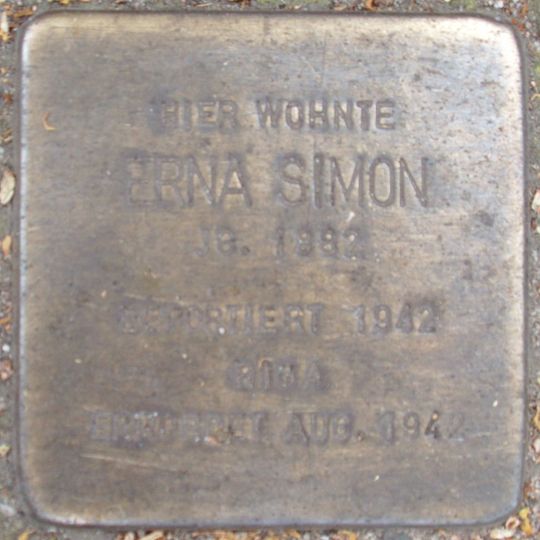 HIER WOHNTE
ERNA SIMON
JG. 1882
DEPORTIERT 1942
RIGA
ERMORDET AUG. 1942